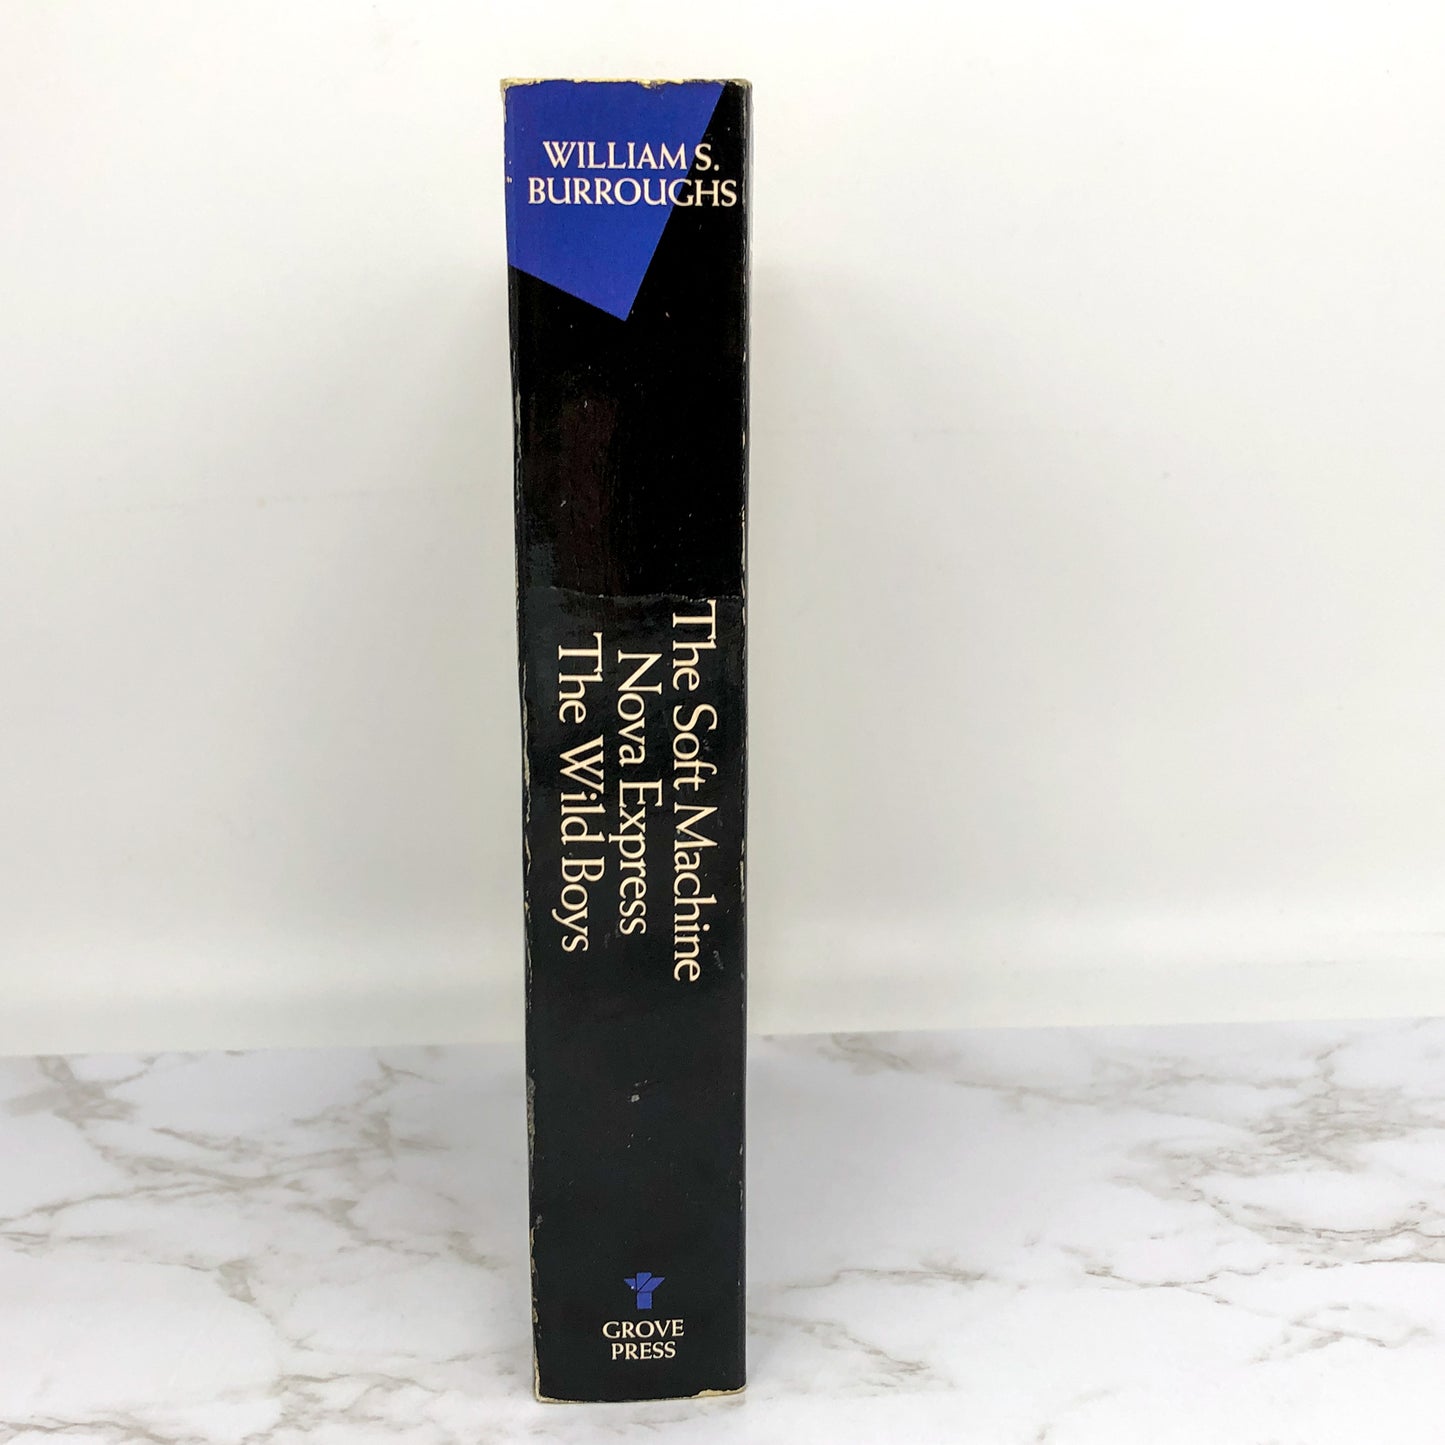 WILLIAM S.
BURROUGHS
The Soft Machine
Nova Express
The Wild Boys
GROVE
PRESS